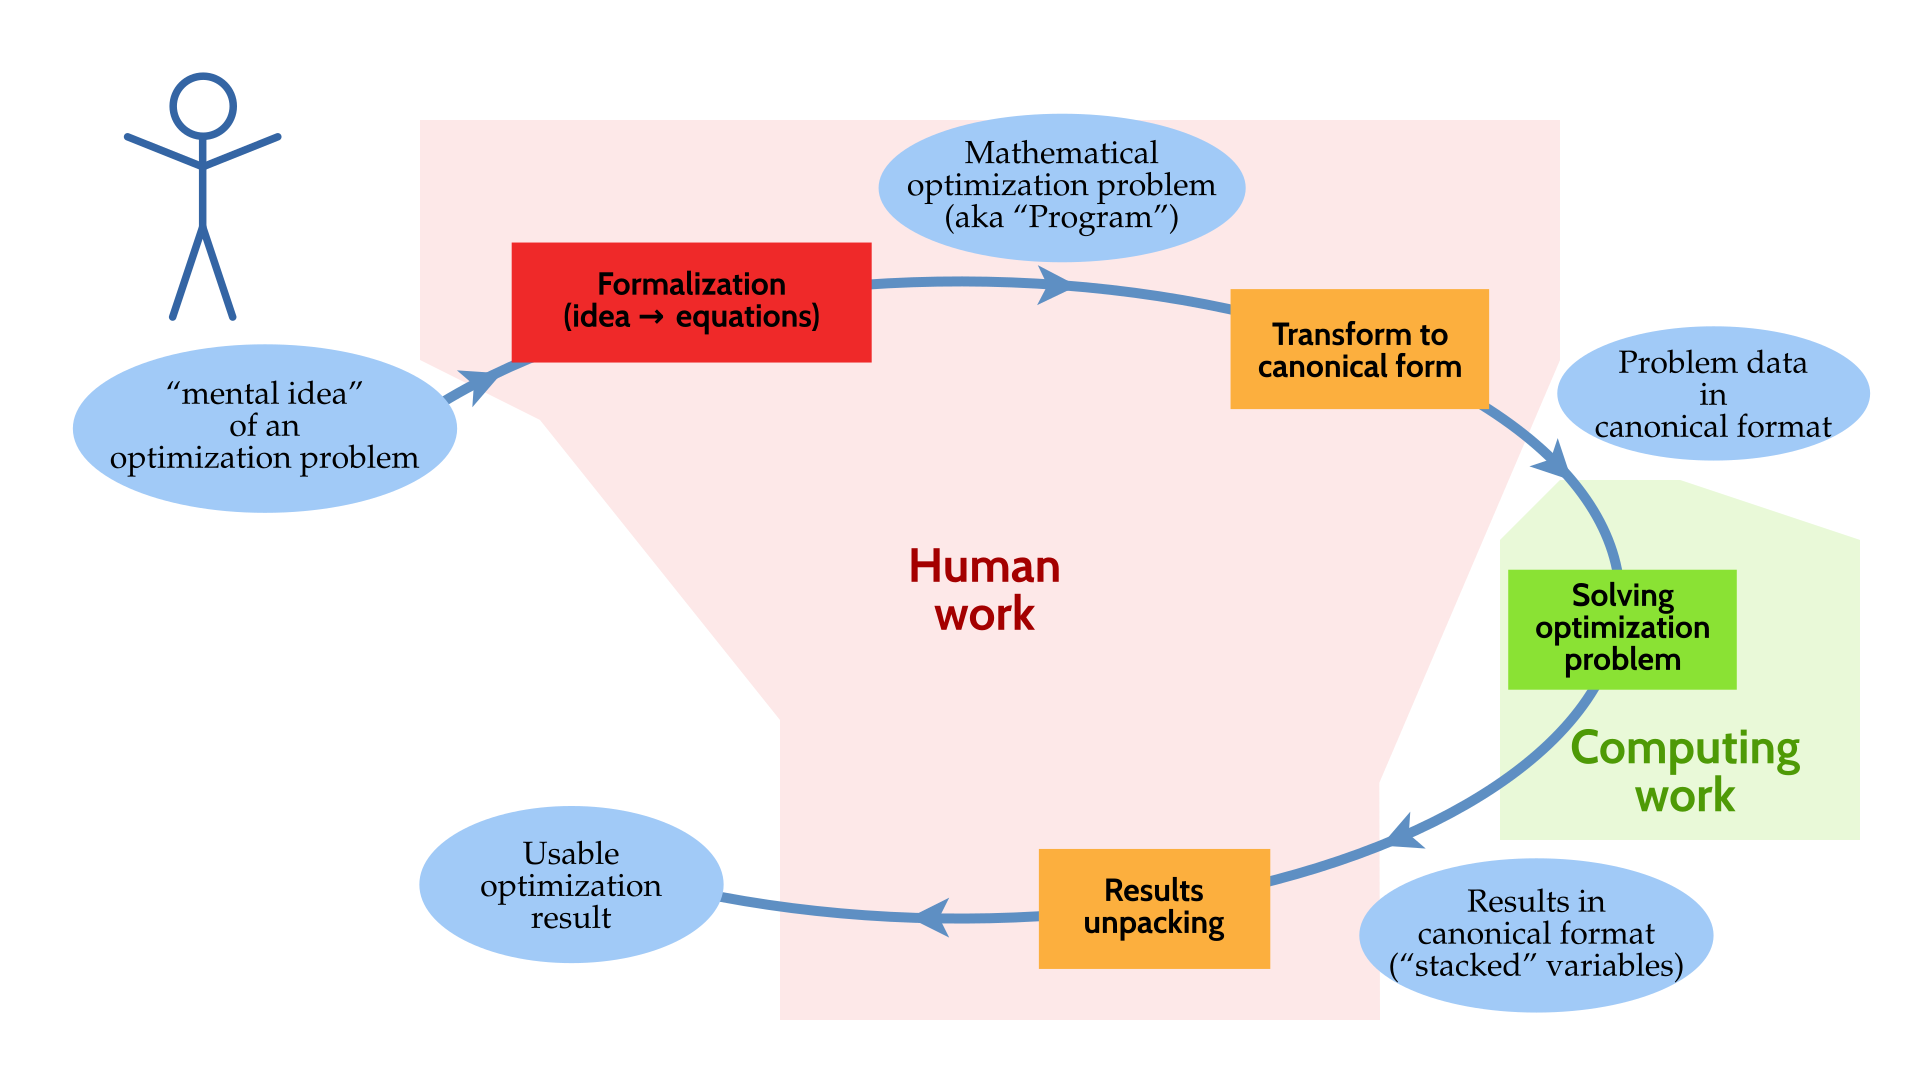 Mathematical
optimization problem
(aka “Program”)
Formalization
(idea → equations)
Transform to
canonical form
Problem data
in
canonical format
“mental idea”
of an
optimization problem
Human
work
Solving
optimization
problem
Computing
work
Usable
optimization
result
Results
unpacking
Results in
canonical format
(“stacked” variables)